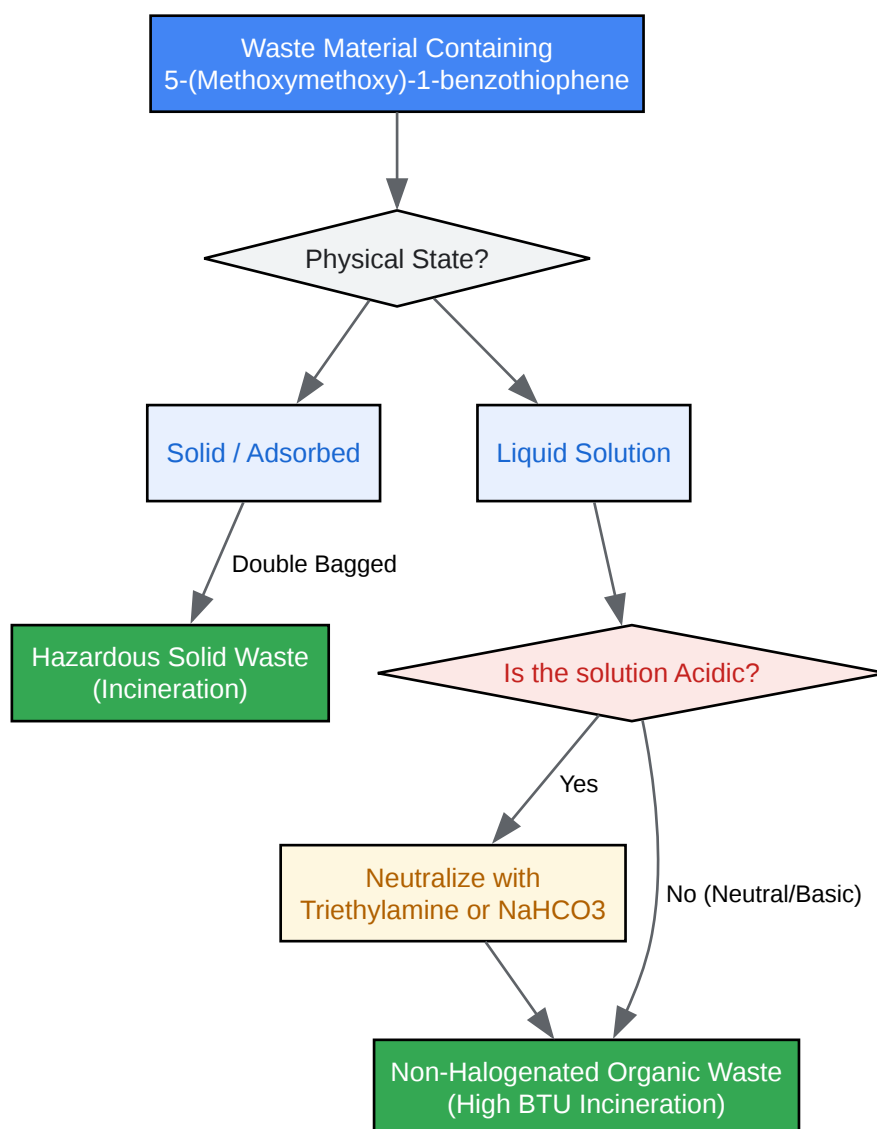 Waste Material Containing
5-(Methoxymethoxy)-1-benzothiophene
Physical State?
Solid / Adsorbed
Liquid Solution
Double Bagged
Hazardous Solid Waste
(Incineration)
Is the solution Acidic?
Yes
Neutralize with
Triethylamine or NaHCO3
No (Neutral/Basic)
Non-Halogenated Organic Waste
(High BTU Incineration)